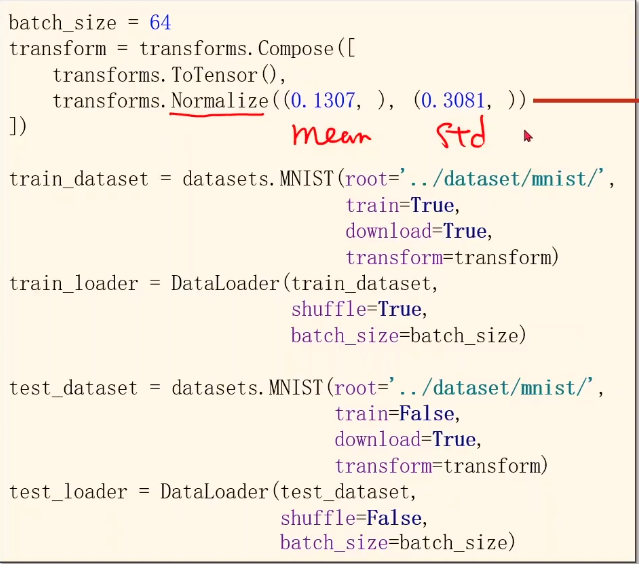 batch_size = 64
transform = transforms.Compose([
    transforms.ToTensor(),
    transforms.Normalize((0.1307, ), (0.3081, ))
mean std
])
train_dataset = datasets.MNIST(root='../dataset/mnist/',
                               train=True,
                               download=True,
                               transform=transform)
train_loader = DataLoader(train_dataset,
                          shuffle=True,
                          batch_size=batch_size)
test_dataset = datasets.MNIST(root='../dataset/mnist/',
                              train=False,
                              download=True,
                              transform=transform)
test_loader = DataLoader(test_dataset,
                         shuffle=False,
                         batch_size=batch_size)